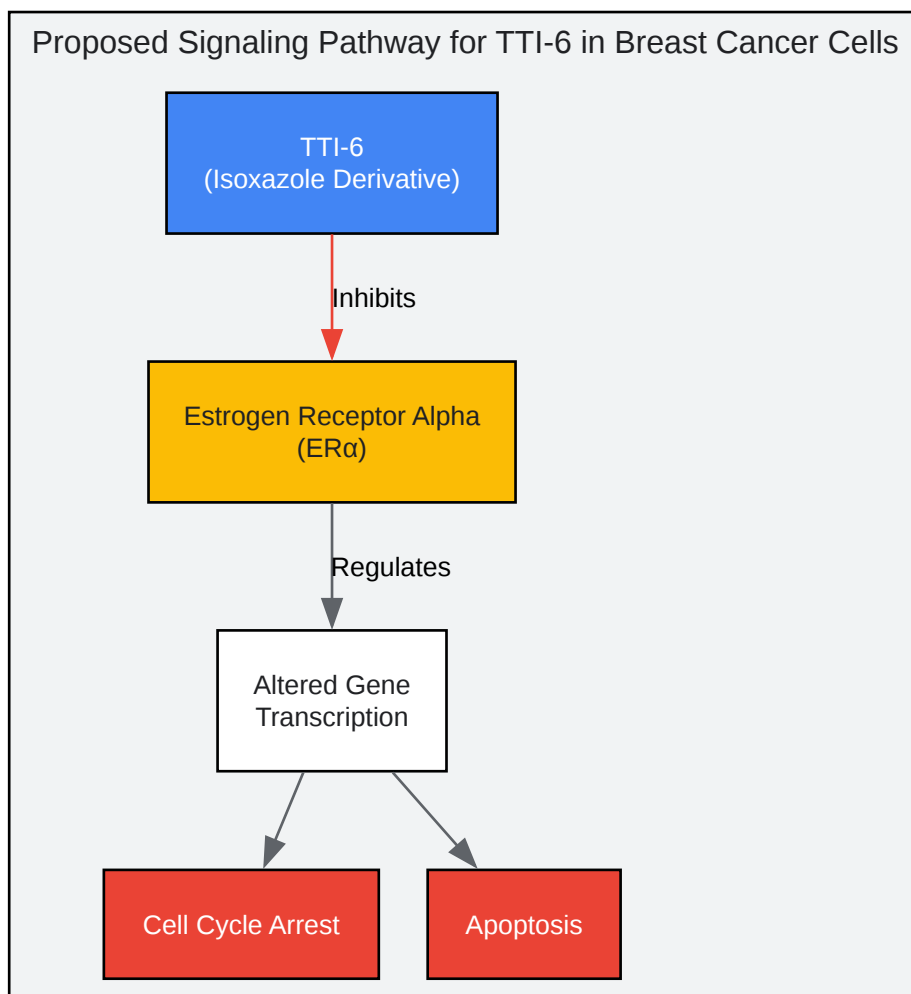 Proposed Signaling Pathway for TTI-6 in Breast Cancer Cells
TTI-6
(Isoxazole Derivative)
Inhibits
Estrogen Receptor Alpha
(ERα)
Regulates
Altered Gene
Transcription
Cell Cycle Arrest
Apoptosis